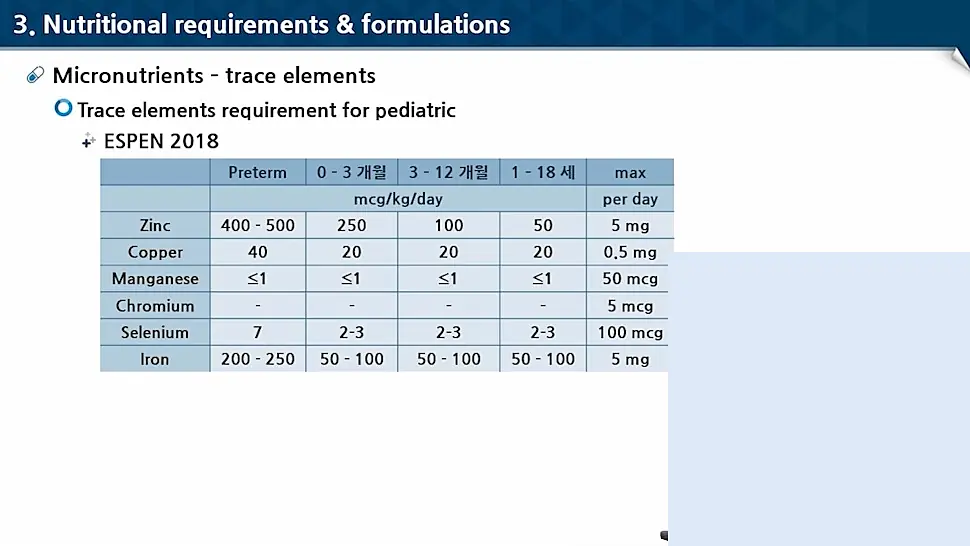 3. Nutritional requirements & formulations
Micronutrients - trace elements
Trace elements requirement for pediatric
ESPEN 2018
Preterm 0 - 3 개월 3 - 12 개월 1 - 18 세 max
mcg/kg/day per day
Zinc 400 - 500 250 100 50 5 mg
Copper 40 20 20 20 0.5 mg
Manganese ≤1 ≤1 ≤1 ≤1 50 mcg
Chromium - - - - 5 mcg
Selenium 7 2-3 2-3 2-3 100 mcg
Iron 200 - 250 50 - 100 50 - 100 50 - 100 5 mg